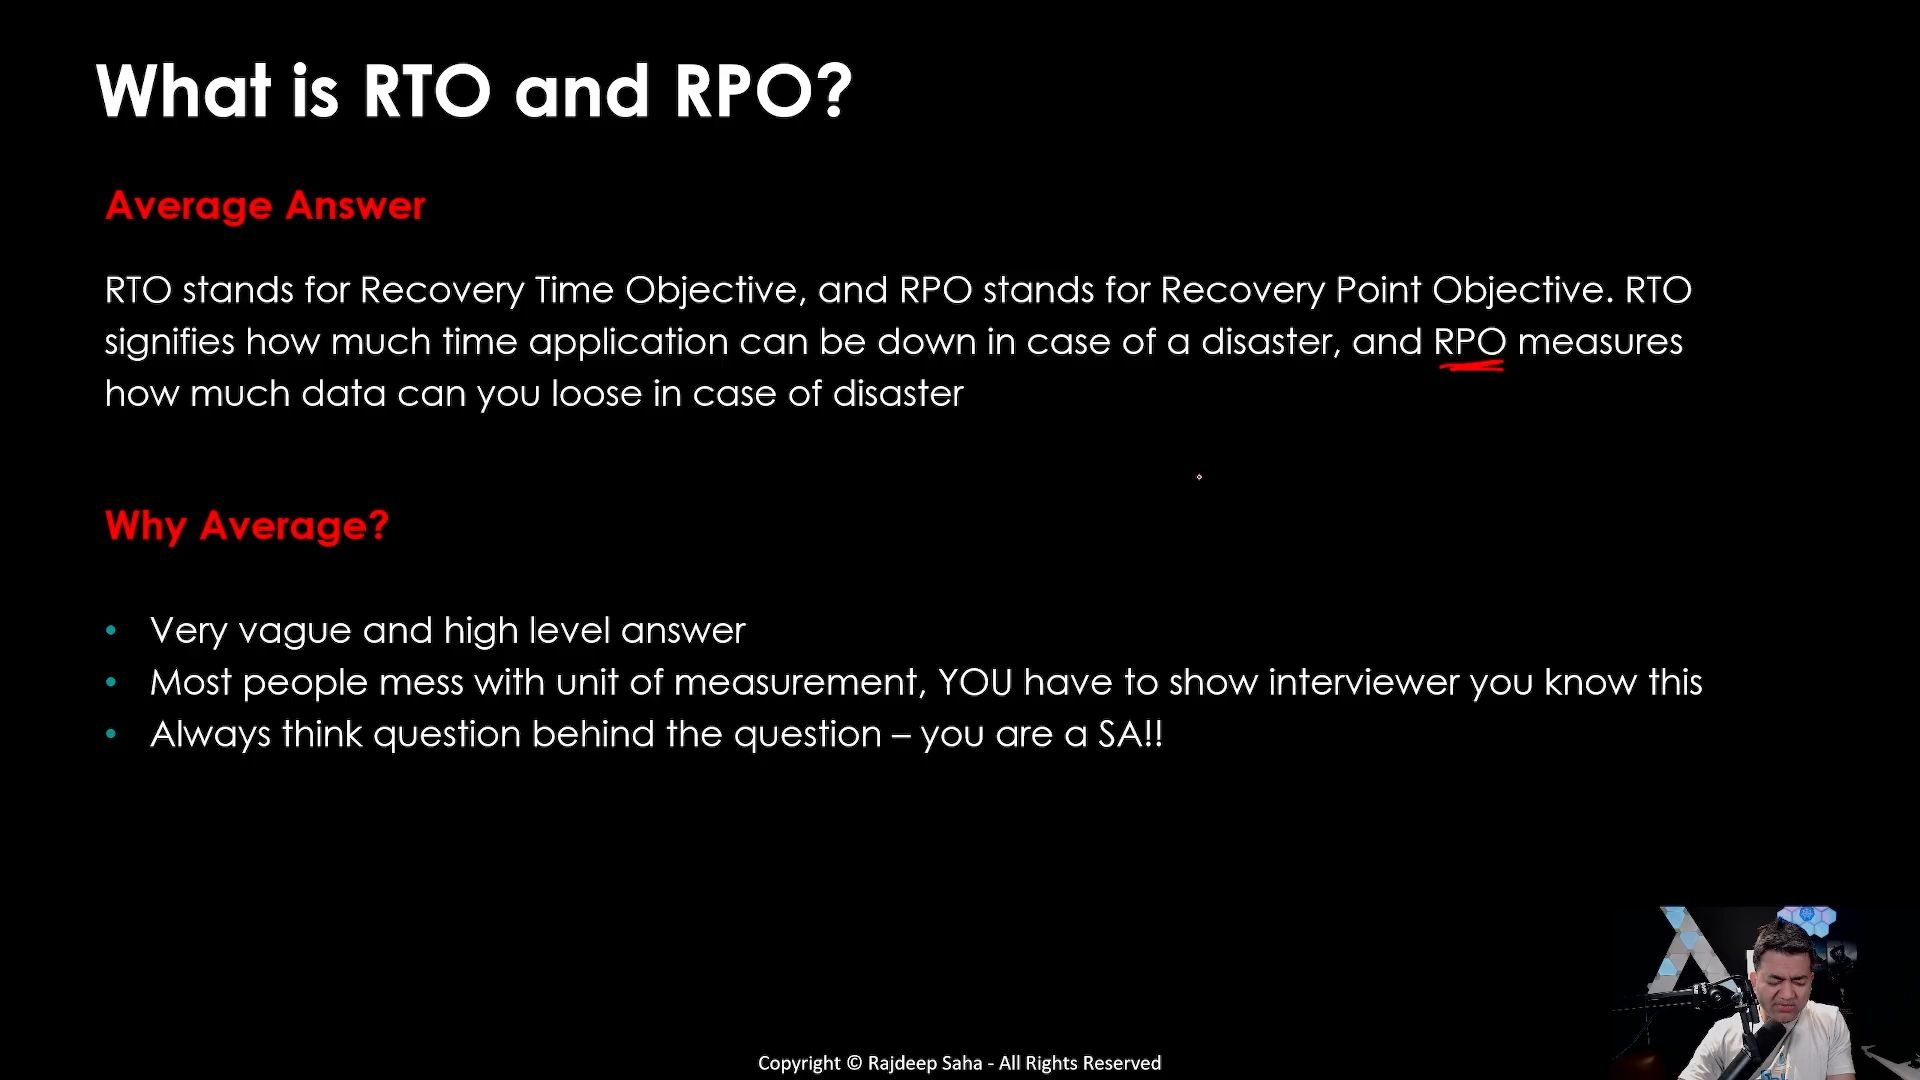 What is RTO and RPO?
Average Answer
RTO stands for Recovery Time Objective, and RPO stands for Recovery Point Objective. RTO
signifies how much time application can be down in case of a disaster, and RPO measures
how much data can you loose in case of disaster
Why Average?
• Very vague and high level answer
• Most people mess with unit of measurement, YOU have to show interviewer you know this
• Always think question behind the question – you are a SA!!
Copyright © Rajdeep Saha - All Rights Reserved